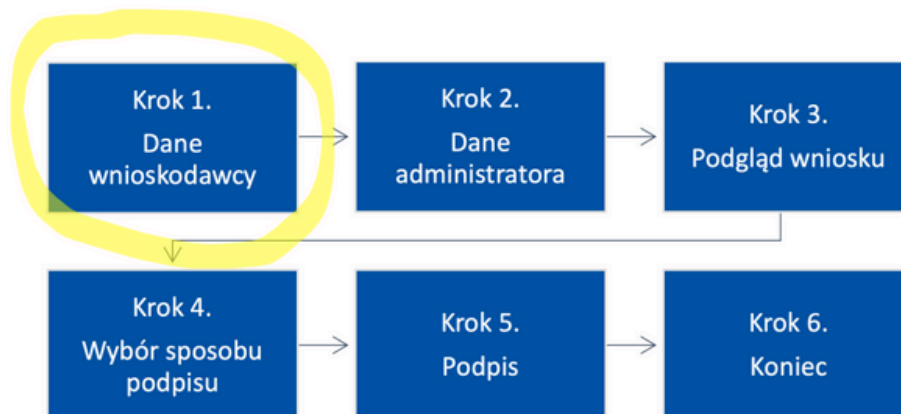 Krok 1.
Dane
wnioskodawcy
Krok 2.
Dane
administratora
Krok 3.
Podgląd wniosku
Krok 4.
Wybór sposobu
podpisu
Krok 5.
Podpis
Krok 6.
Koniec